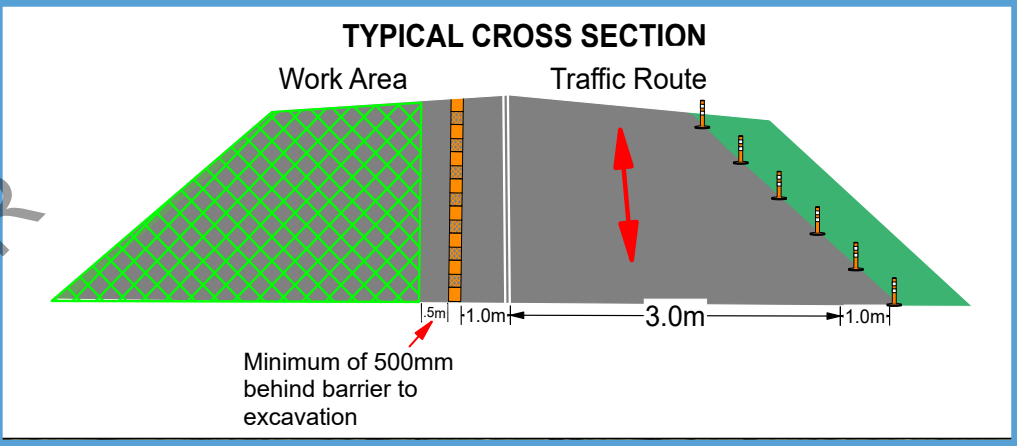 TYPICAL CROSS SECTION
Work Area
Traffic Route
.5m
1.0m
3.0m
1.0m
Minimum of 500mm
behind barrier to
excavation